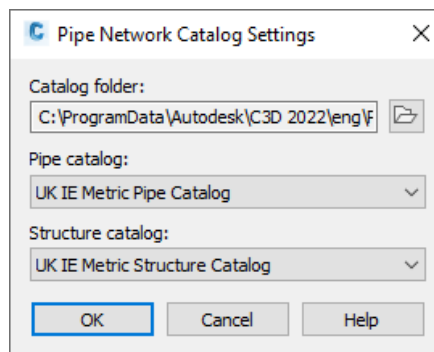 C Pipe Network Catalog Settings
Catalog folder:
C:\ProgramData\Autodesk\C3D 2022\eng\F
Pipe catalog:
UK IE Metric Pipe Catalog
Structure catalog:
UK IE Metric Structure Catalog
OK Cancel Help